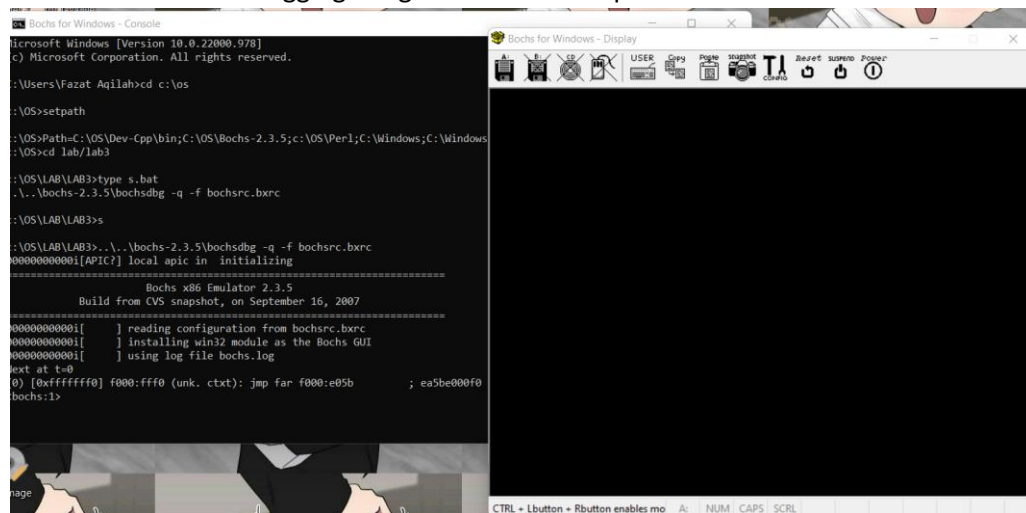 Bochs for Windows - Console
icrosoft Windows [Version 10.0.22000.978]
c) Microsoft Corporation. All rights reserved.
:\Users\Fazat Aqilah>cd c:\os
:\OS>setpath
:\OS>Path=C:\OS\Dev-Cpp\bin;C:\OS\Bochs-2.3.5;c:\OS\Perl;C:\Windows;C:\Windows
:\OS>cd lab/lab3
:\OS\LAB\LAB3>type s.bat
.\..\bochs-2.3.5\bochsdbg -q -f bochsrc.bxrc
:\OS\LAB\LAB3>s
:\OS\LAB\LAB3>..\..\bochs-2.3.5\bochsdbg -q -f bochsrc.bxrc
0000000000i[APIC?] local apic in initializing
========================================================================
Bochs x86 Emulator 2.3.5
Build from CVS snapshot, on September 16, 2007
========================================================================
0000000000i[ ] reading configuration from bochsrc.bxrc
0000000000i[ ] installing win32 module as the Bochs GUI
0000000000i[ ] using log file bochs.log
Next at t=0
0) [0xfffffff0] f000:fff0 (unk. ctxt): jmp far f000:e05b ; ea5be000f0
bochs:1>
Bochs for Windows - Display
A: B: CD USER Copy Paste snapshot CONFIG Reset SUSPEND Power
CTRL + Lbutton + Rbutton enables mo A: NUM CAPS SCRL
nage